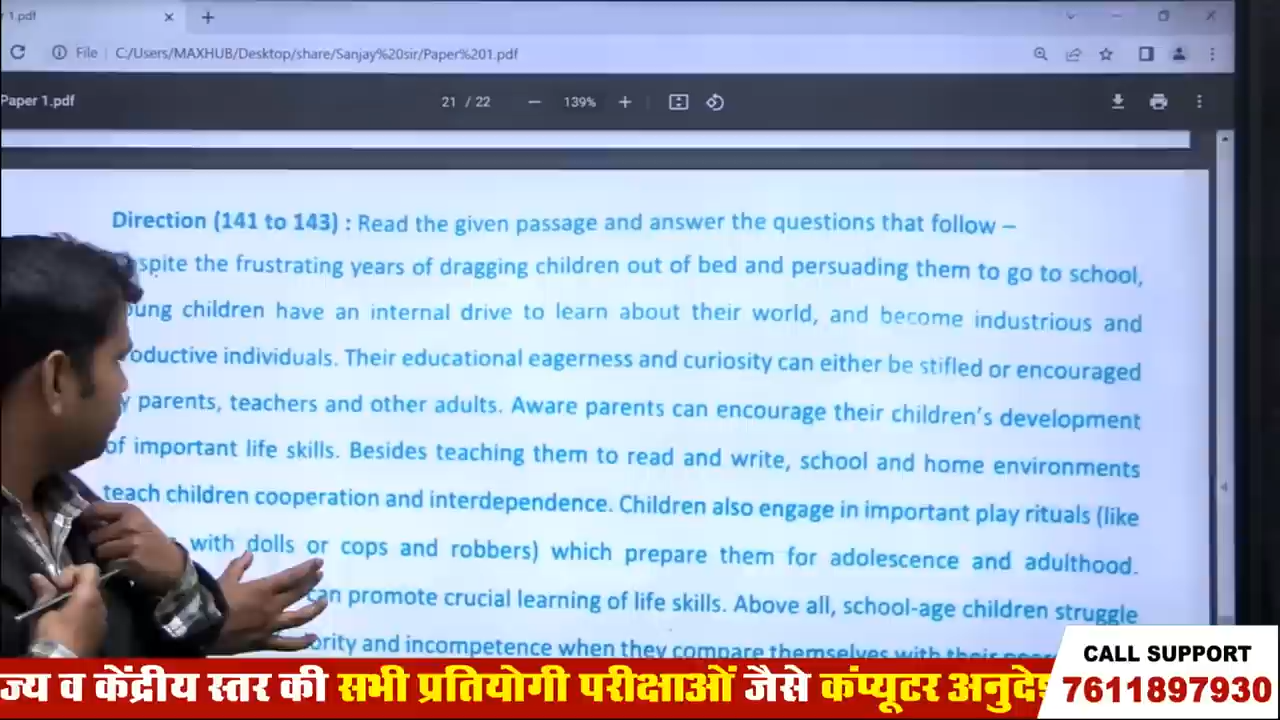 1.pdf
File
C:/Users/MAXHUB/Desktop/share/Sanjay%20sir/Paper%201.pdf
Paper 1.pdf
21 / 22
139%
Direction (141 to 143) : Read the given passage and answer the questions that follow –
the frustrating years of dragging children out of bed and persuading them to go to school,
children have an internal drive to learn about their world, and become industrious and
individuals. Their educational eagerness and curiosity can either be stifled or encouraged
parents, teachers and other adults. Aware parents can encourage their children's development
of important life skills. Besides teaching them to read and write, school and home environments
teach children cooperation and interdependence. Children also engage in important play rituals (like
with dolls or cops and robbers) which prepare them for adolescence and adulthood.
can promote crucial learning of life skills. Above all, school-age children struggle
and incompetence when they compare themselves with their
व केंद्रीय स्तर की सभी प्रतियोगी परीक्षाओं जैसे कंप्यूटर
CALL SUPPORT
7611897930